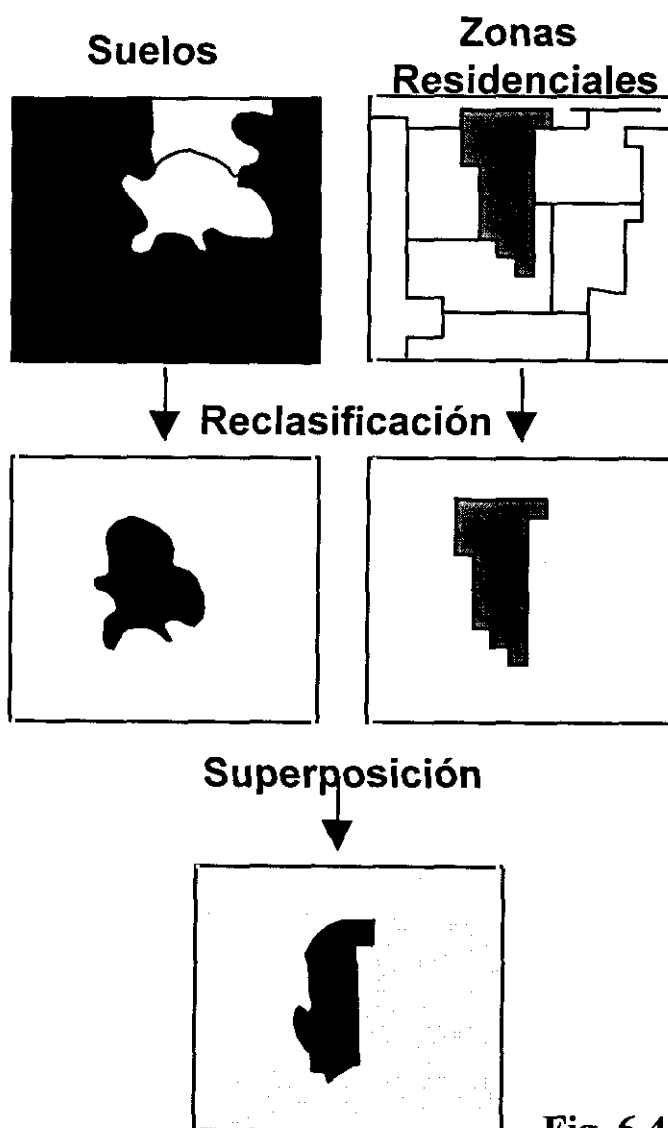 Suelos
Zonas
Residenciales
Reclasificación
Superposición
Fig. 6.4